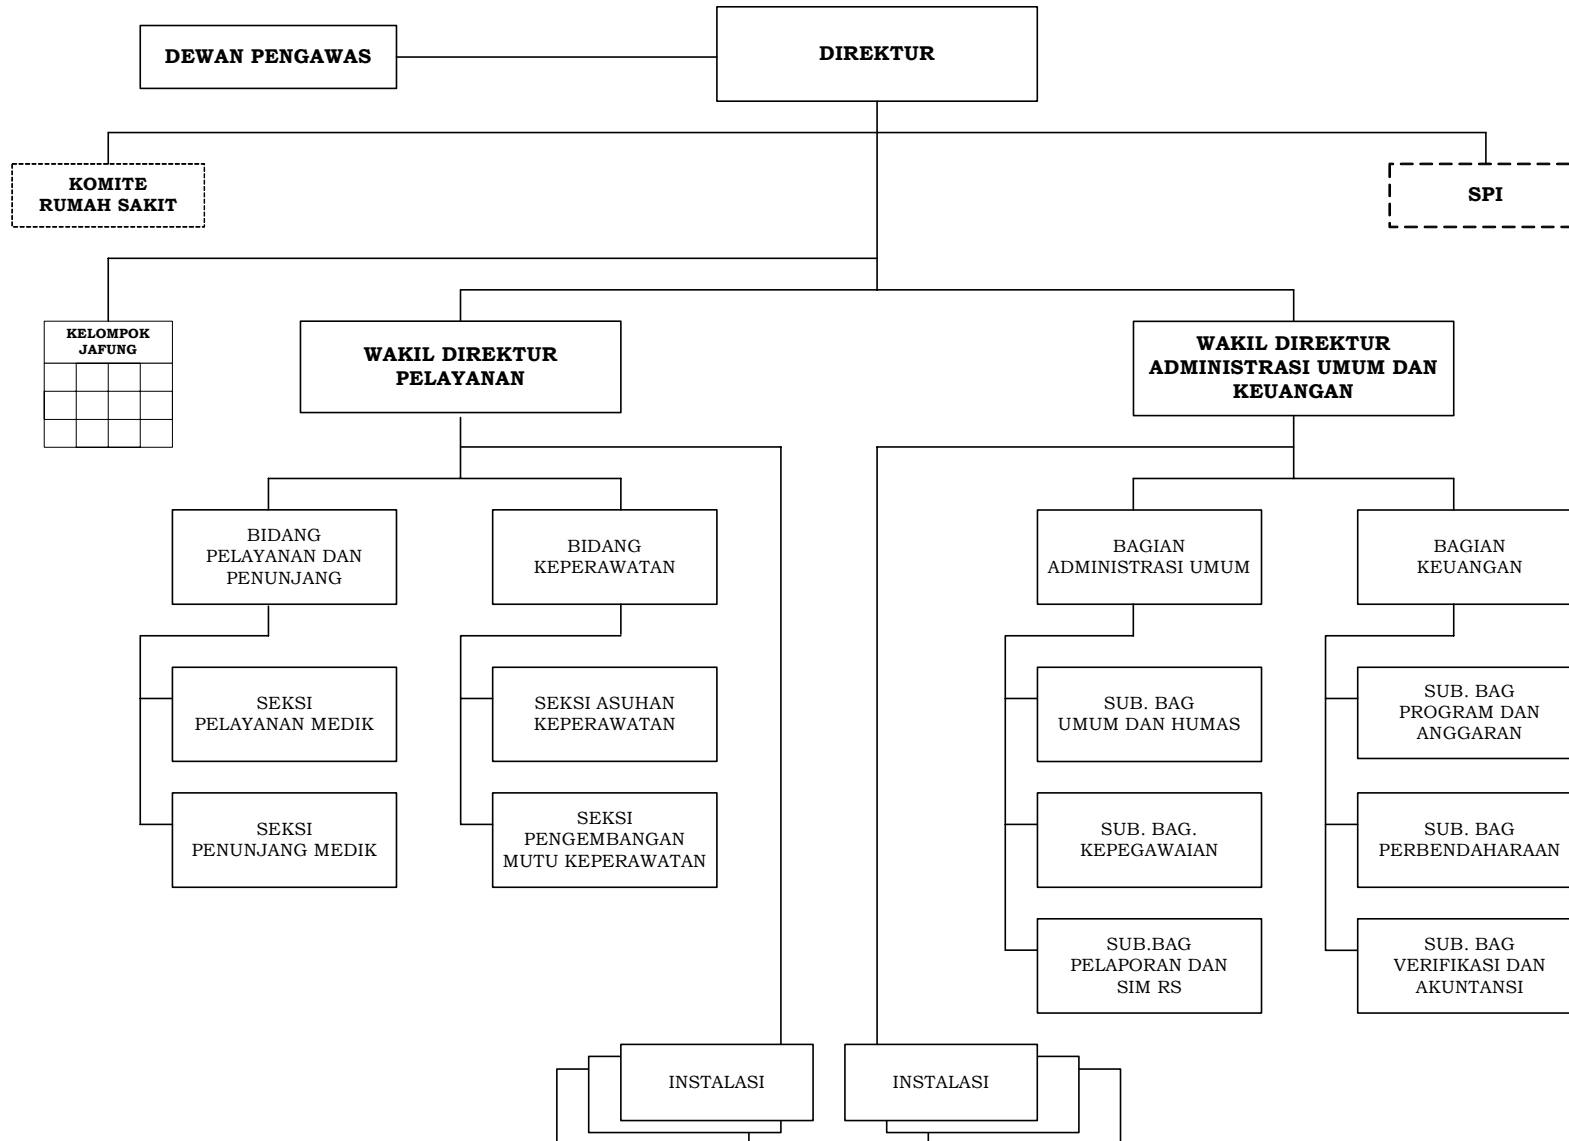 DEWAN PENGAWAS
DIREKTUR
KOMITE
RUMAH SAKIT
SPI
KELOMPOK
JAFUNG
WAKIL DIREKTUR
PELAYANAN
WAKIL DIREKTUR
ADMINISTRASI UMUM DAN
KEUANGAN
BIDANG
PELAYANAN DAN
PENUNJANG
BIDANG
KEPERAWATAN
BAGIAN
ADMINISTRASI UMUM
BAGIAN
KEUANGAN
SEKSI
PELAYANAN MEDIK
SEKSI ASUHAN
KEPERAWATAN
SUB. BAG
UMUM DAN HUMAS
SUB. BAG
PROGRAM DAN
ANGGARAN
SEKSI
PENUNJANG MEDIK
SEKSI
PENGEMBANGAN
MUTU KEPERAWATAN
SUB. BAG.
KEPEGAWAIAN
SUB. BAG
PERBENDAHARAAN
SUB.BAG
PELAPORAN DAN
SIM RS
SUB. BAG
VERIFIKASI DAN
AKUNTANSI
INSTALASI
INSTALASI